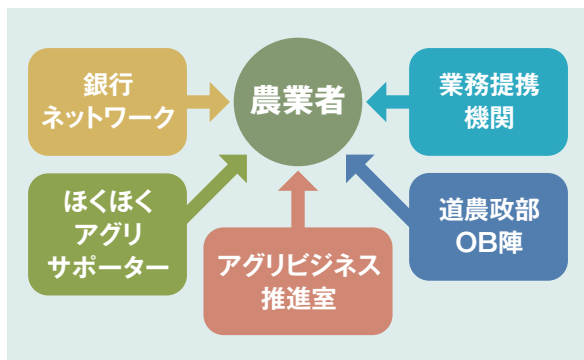 銀行
ネットワーク
農業者
業務提携
機関
ほくほく
アグリ
サポーター
アグリビジネス
推進室
道農政部
OB陣